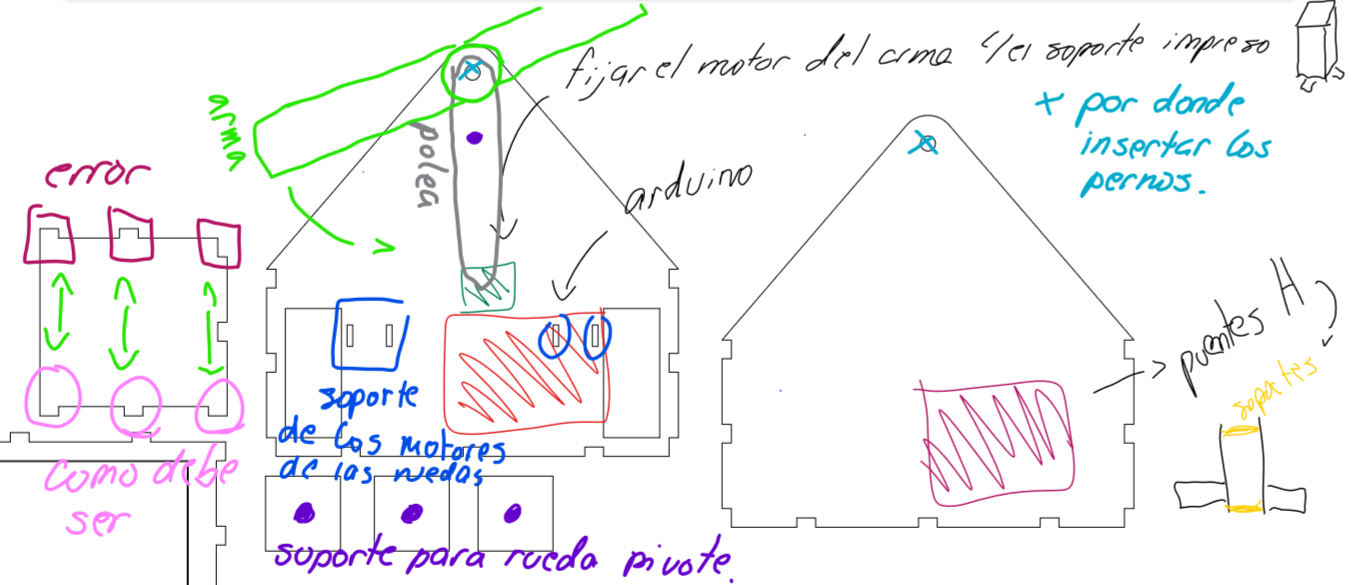 fijar el motor del arma c/el soporte impreso
arma
polea
x por donde
insertar los
pernos.
arduino
error
puentes H
soportes
soporte
de los motores
de las ruedas
como debe
ser
soporte para rueda pivote.